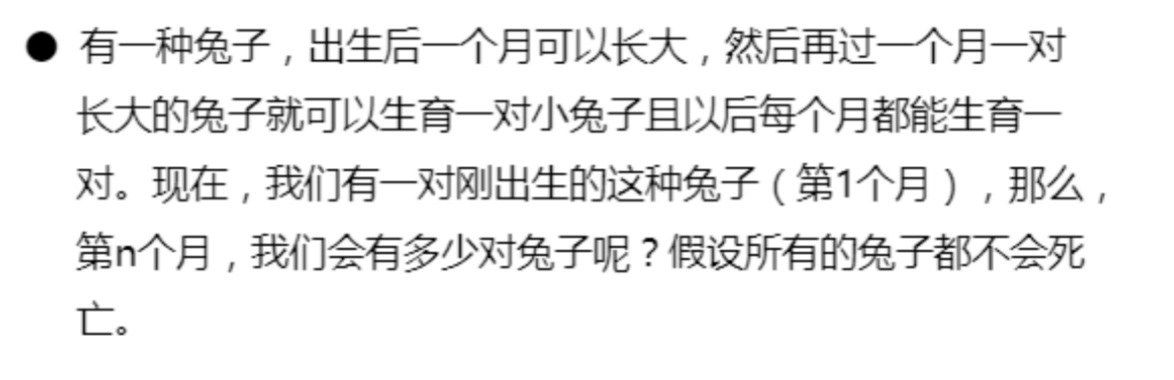 ● 有一种兔子，出生后一个月可以长大，然后再过一个月一对
长大的兔子就可以生育一对小兔子且以后每个月都能生育一
对。现在，我们有一对刚出生的这种兔子（第1个月），那么，
第n个月，我们会有多少对兔子呢？假设所有的兔子都不会死
亡。